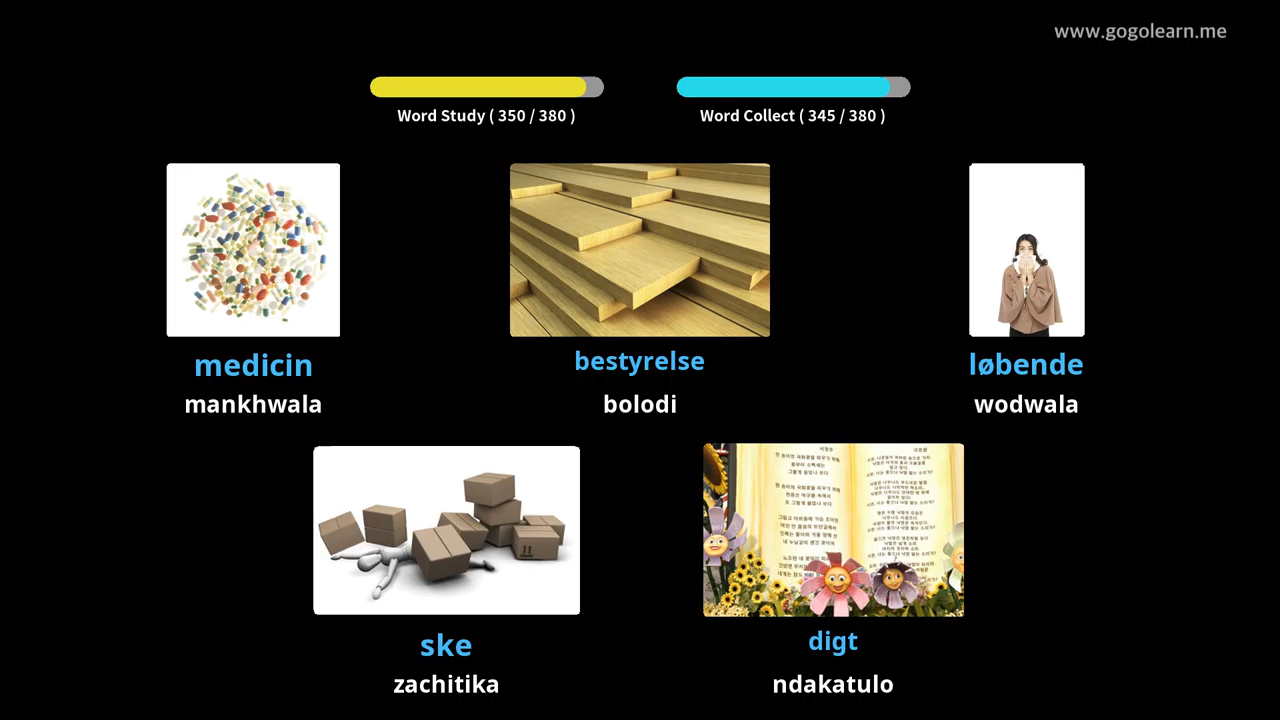 www.gogolearn.me
Word Study ( 350 / 380 )
Word Collect ( 345 / 380 )
medicin
bestyrelse
løbende
mankhwala
bolodi
wodwala
ske
digt
zachitika
ndakatulo